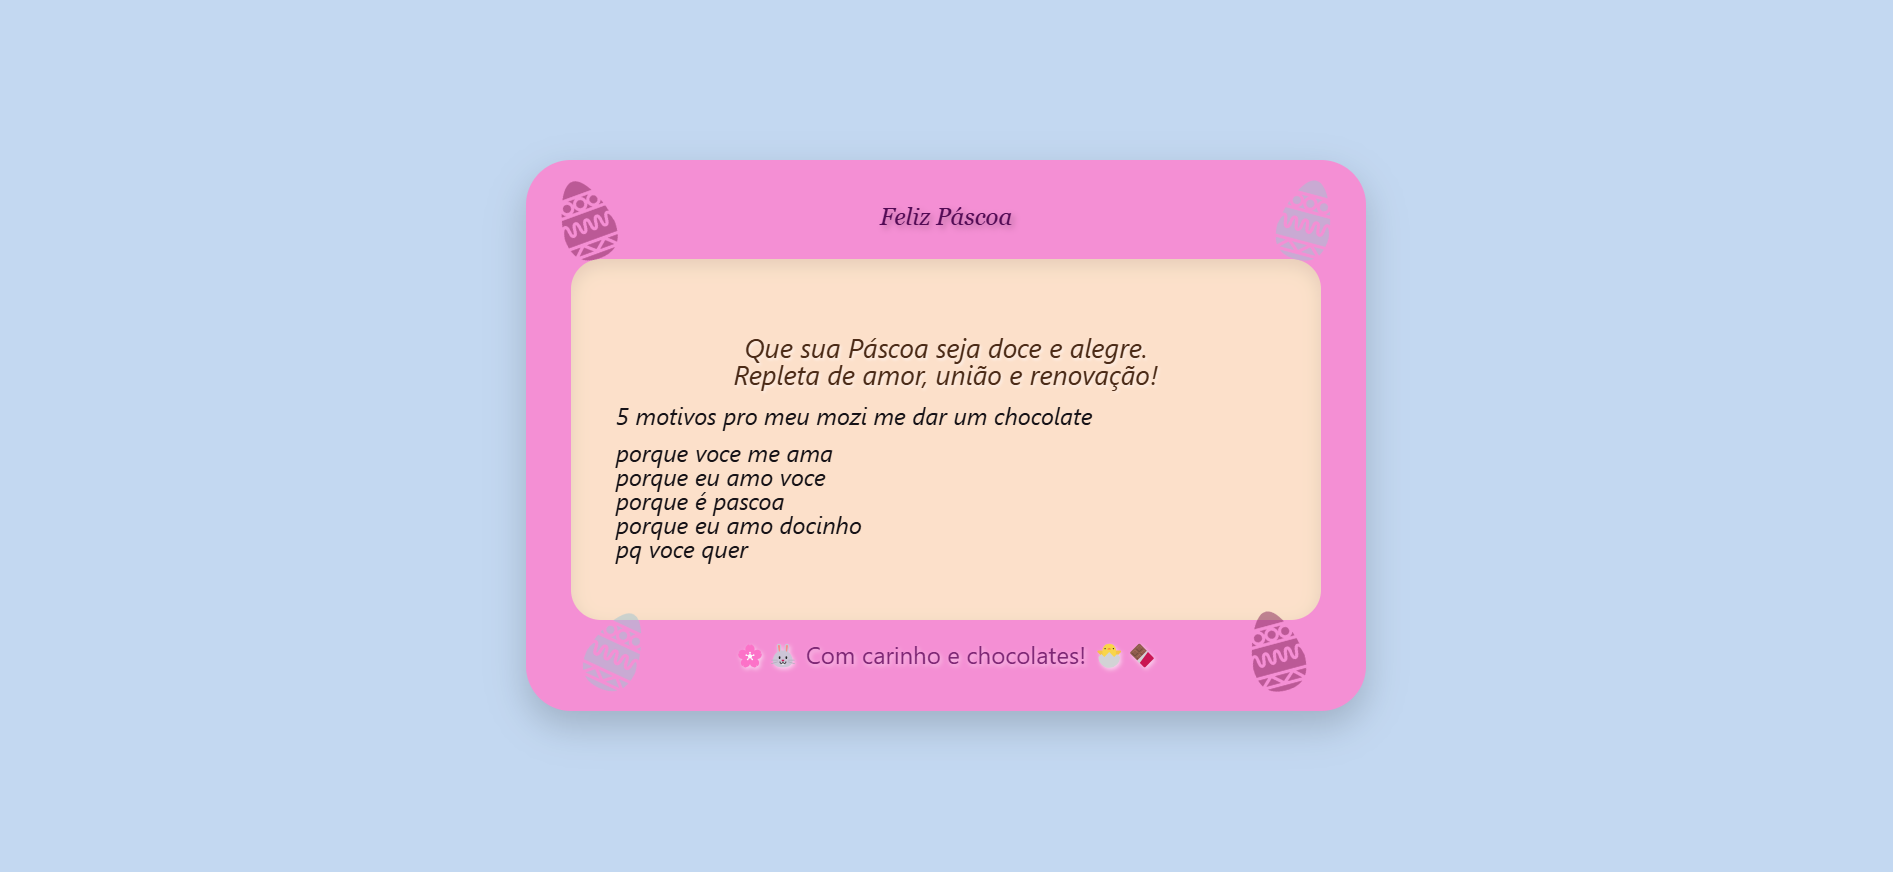 Feliz Páscoa
Que sua Páscoa seja doce e alegre.
Repleta de amor, união e renovação!
5 motivos pro meu mozi me dar um chocolate
porque voce me ama
porque eu amo voce
porque é pascoa
porque eu amo docinho
pq voce quer
🌸 🐰 Com carinho e chocolates! 🐣 🍫